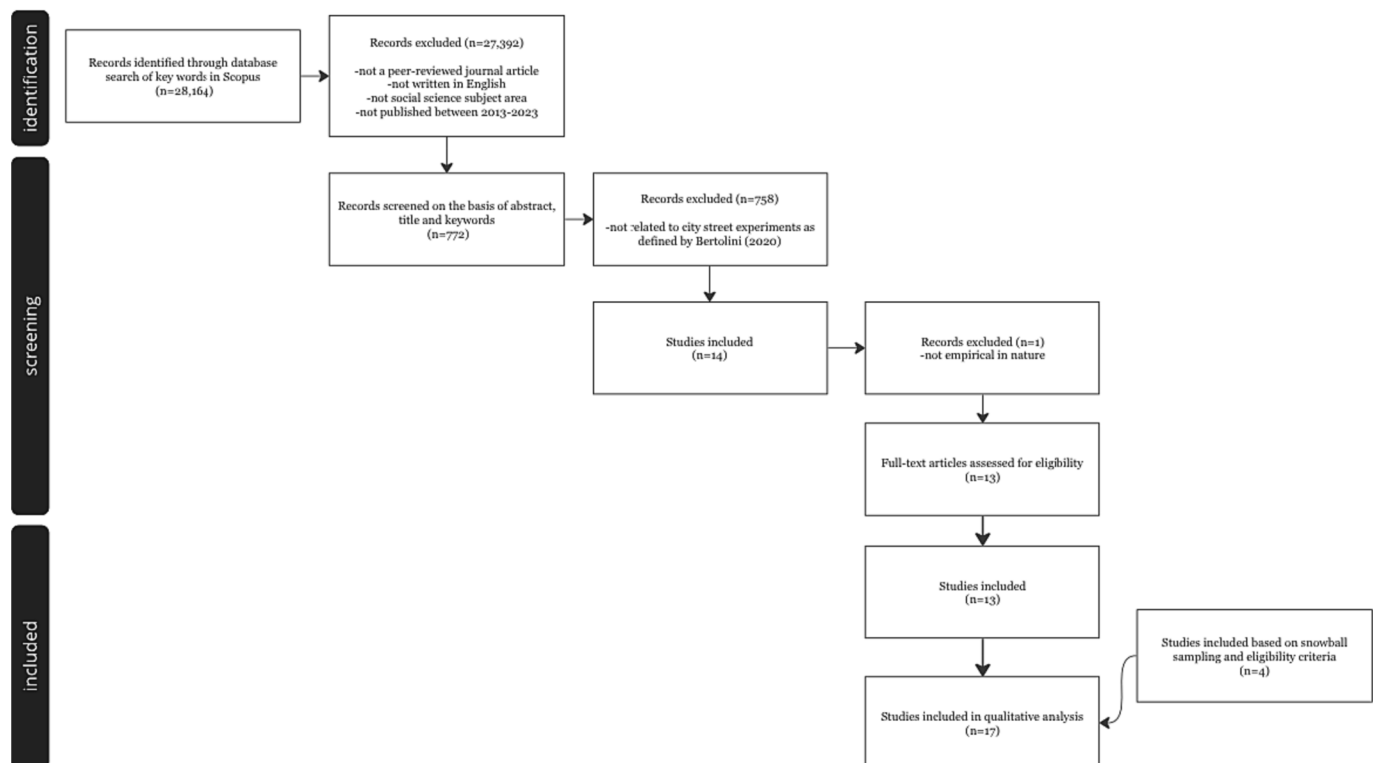 identification
Records identified through database
search of key words in Scopus
(n=28,164)
Records excluded (n=27,392)
-not a peer-reviewed journal article
-not written in English
-not social science subject area
-not published between 2013-2023
screening
Records screened on the basis of abstract,
title and keywords
(n=772)
Records excluded (n=758)
-not related to city street experiments as
defined by Bertolini (2020)
Studies included
(n=14)
Records excluded (n=1)
-not empirical in nature
Full-text articles assessed for eligibility
(n=13)
included
Studies included
(n=13)
Studies included based on snowball
sampling and eligibility criteria
(n=4)
Studies included in qualitative analysis
(n=17)